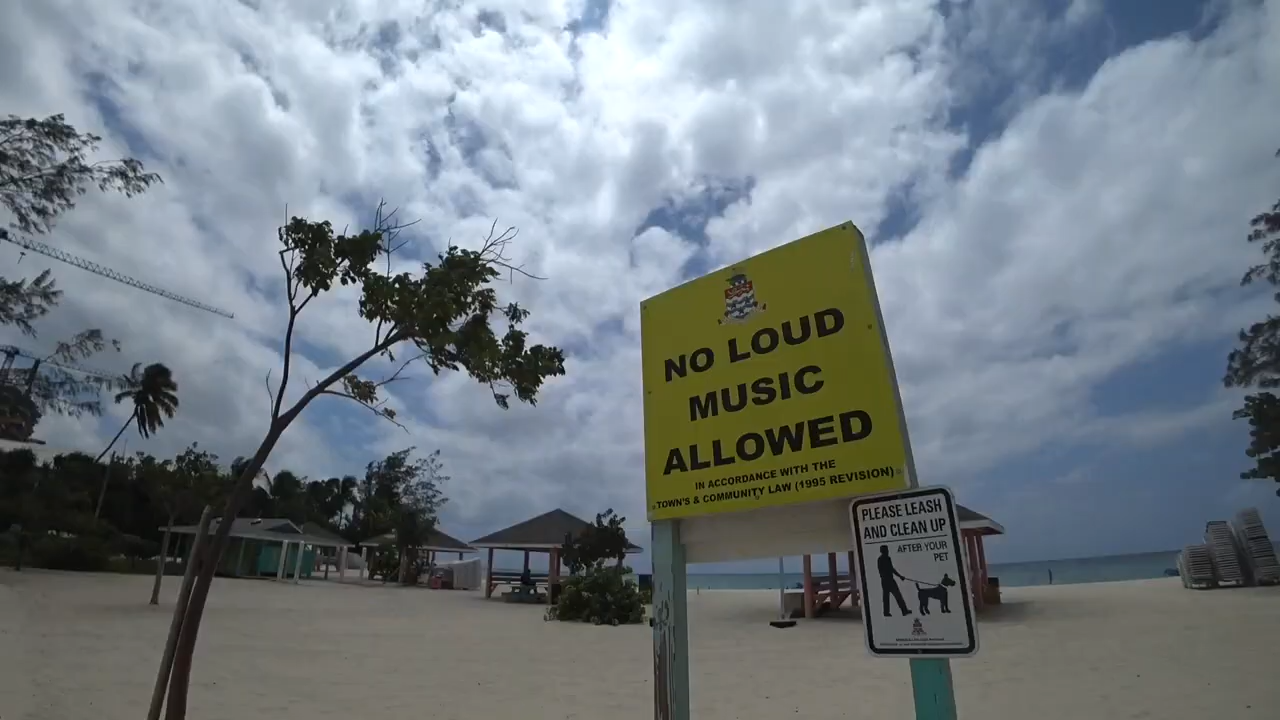 NO LOUD
MUSIC
ALLOWED
IN ACCORDANCE WITH THE
TOWN'S & COMMUNITY LAW (1995 REVISION)
PLEASE LEASH
AND CLEAN UP
AFTER YOUR
PET